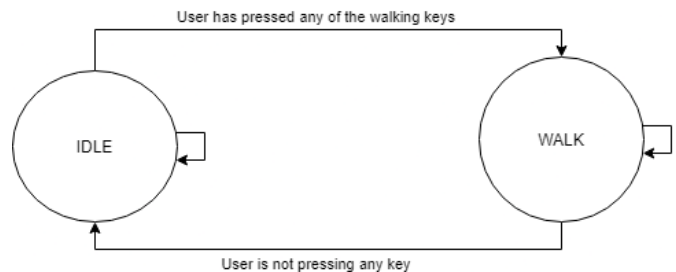 User has pressed any of the walking keys
IDLE
WALK
User is not pressing any key